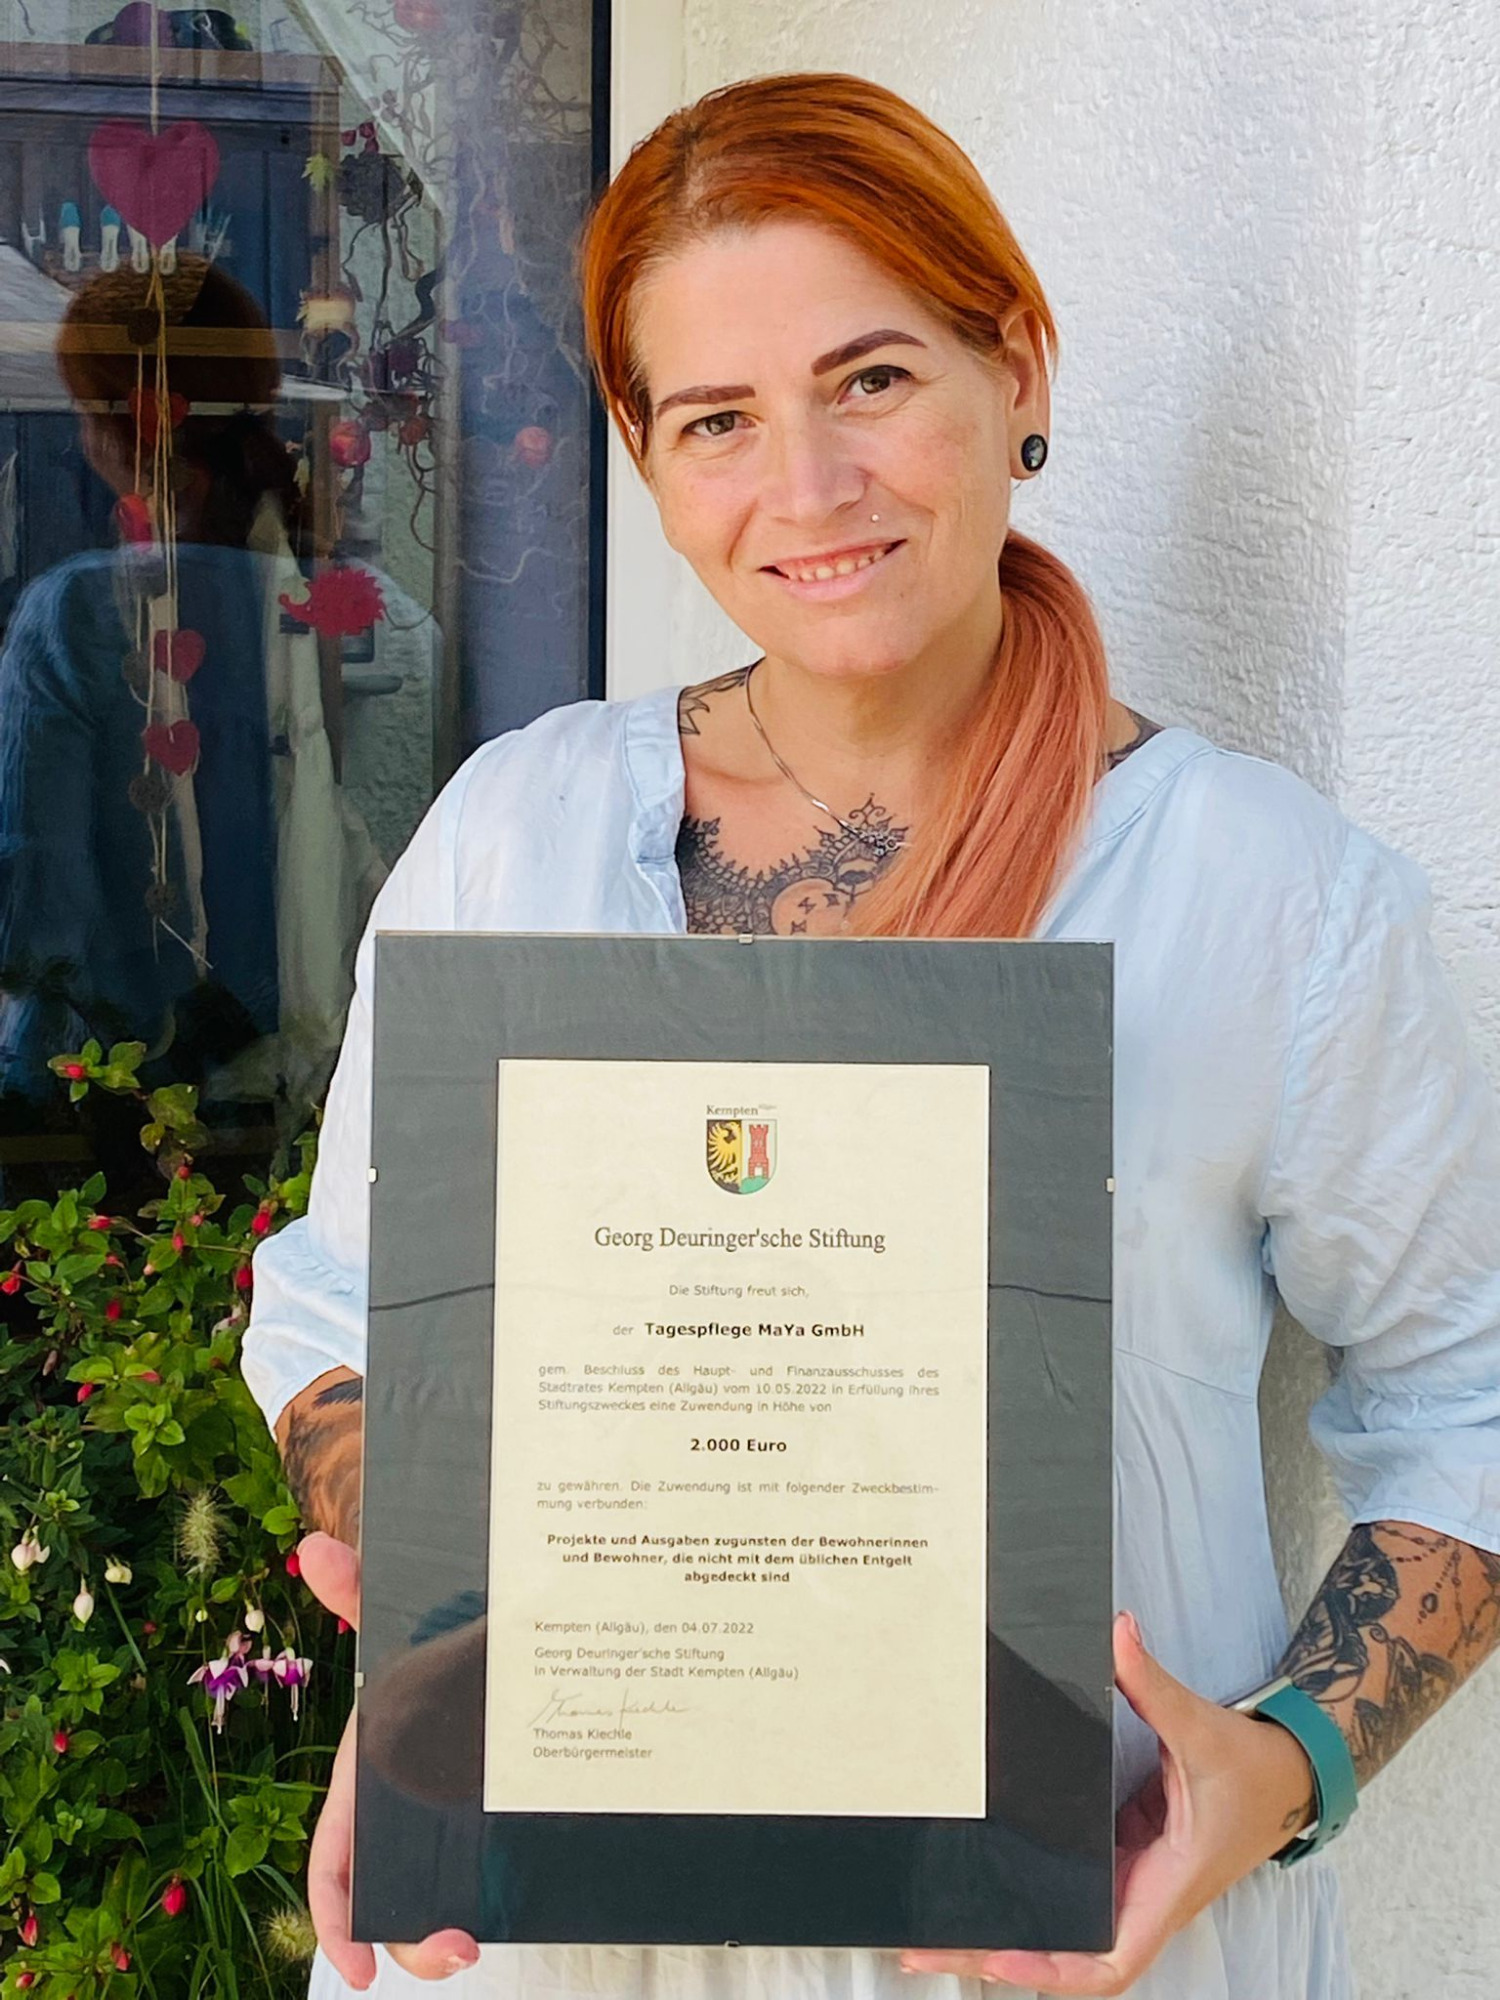 Kempten
Georg Deuringer'sche Stiftung
Die Stiftung freut sich,
der Tagespflege MaYa GmbH
gem. Beschluss des Haupt- und Finanzausschusses des
Stadtrates Kempten (Allgäu) vom 10.05.2022 in Erfüllung ihres
Stiftungszweckes eine Zuwendung in Höhe von
2.000 Euro
zu gewähren. Die Zuwendung ist mit folgender Zweckbestim-
mung verbunden:
Projekte und Ausgaben zugunsten der Bewohnerinnen
und Bewohner, die nicht mit dem üblichen Entgelt
abgedeckt sind
Kempten (Allgäu), den 04.07.2022
Georg Deuringer'sche Stiftung
in Verwaltung der Stadt Kempten (Allgäu)
Thomas Kiechle
Thomas Kiechle
Oberbürgermeister